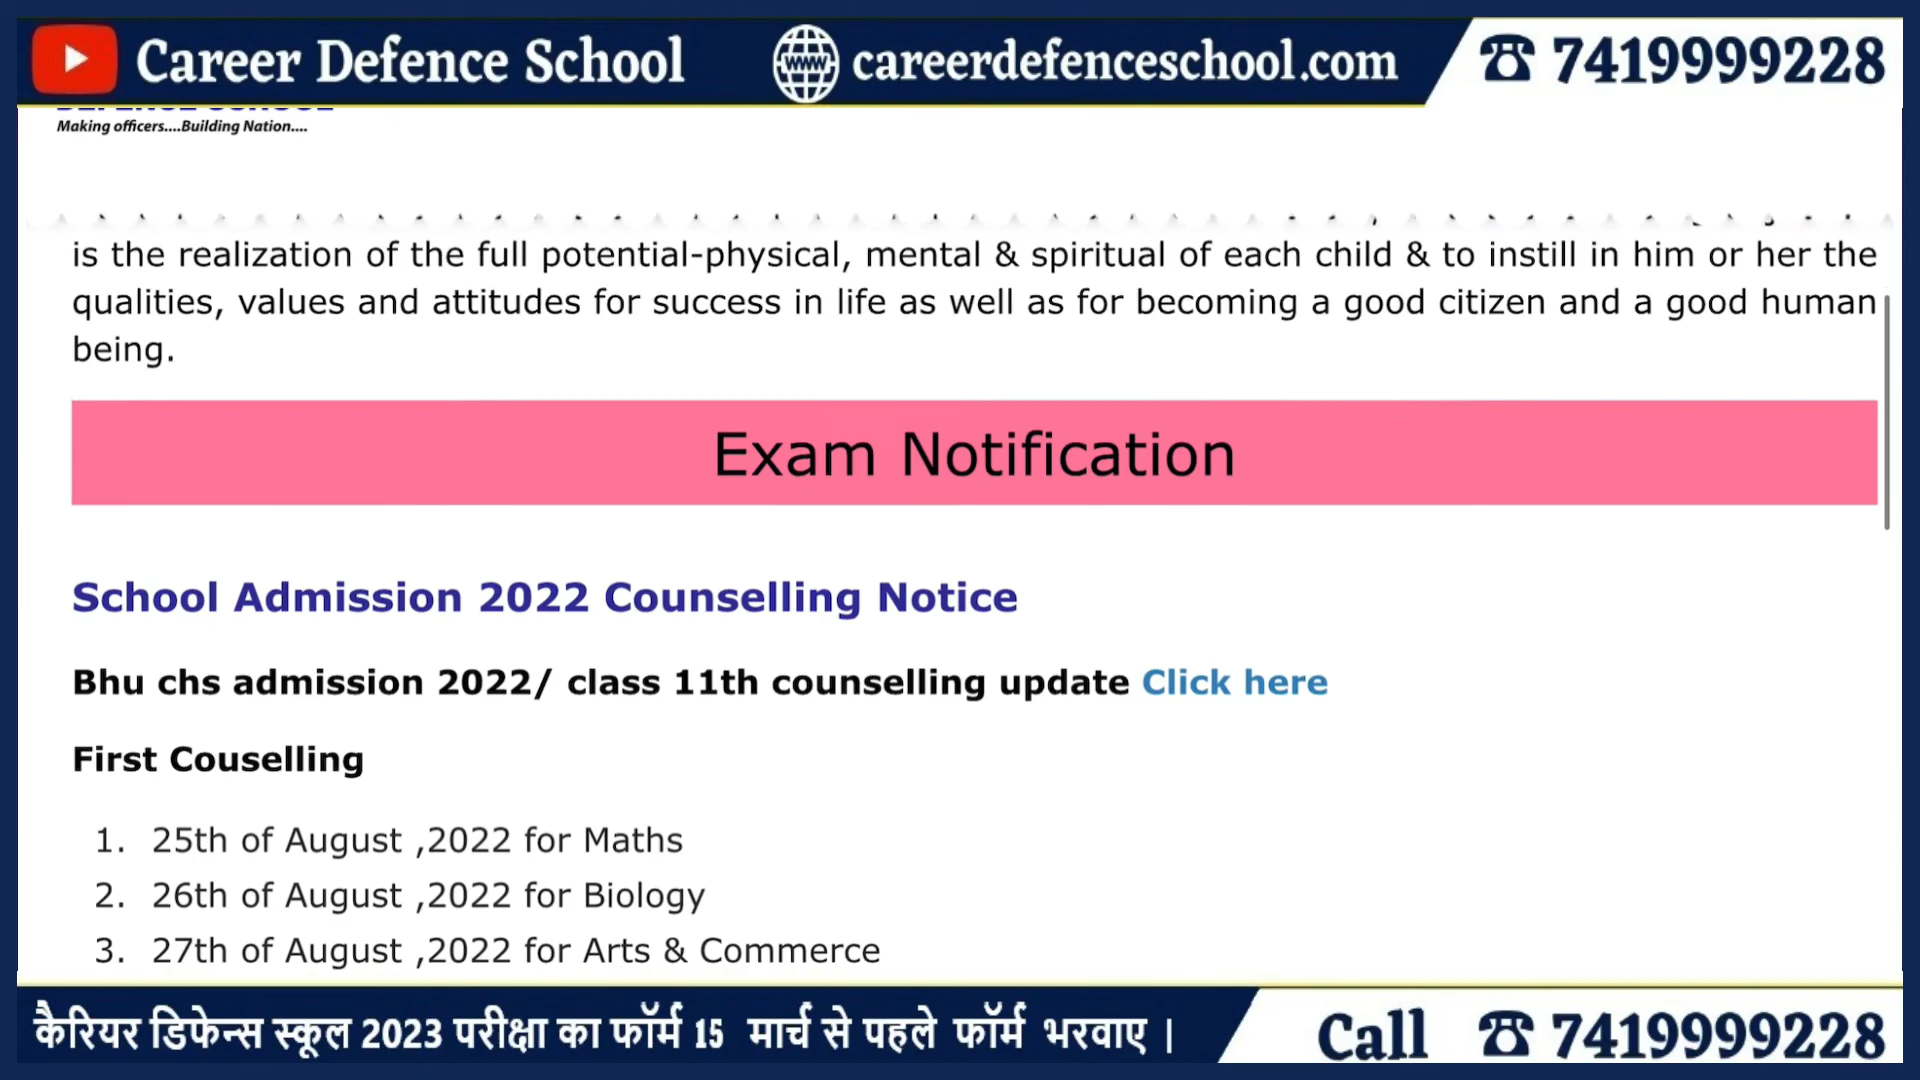 Career Defence School
www
careerdefenceschool.com
7419999228
DEFENCE SCHOOL
Making officers....Building Nation....
is the realization of the full potential-physical, mental & spiritual of each child & to instill in him or her the
qualities, values and attitudes for success in life as well as for becoming a good citizen and a good human
being.
Exam Notification
School Admission 2022 Counselling Notice
Bhu chs admission 2022/ class 11th counselling update Click here
First Couselling
1. 25th of August ,2022 for Maths
2. 26th of August ,2022 for Biology
3. 27th of August ,2022 for Arts & Commerce
कैरियर डिफेन्स स्कूल 2023 परीक्षा का फॉर्म 15 मार्च से पहले फॉर्म भरवाए |
Call 7419999228